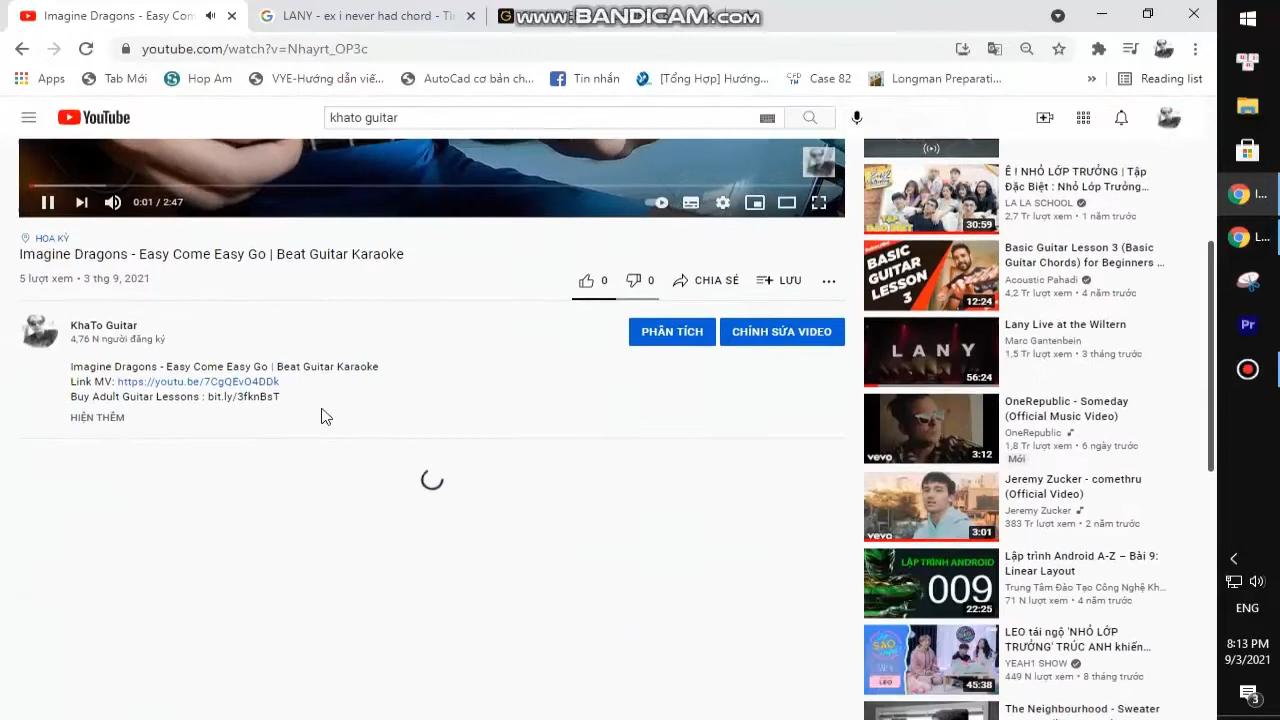 Imagine Dragons - Easy Com
LANY - ex i never had chord - Th
www.BANDICAM.com
youtube.com/watch?v=Nhayrt_OP3c
Apps
Tab Mới
Hop Am
VYE-Hướng dẫn viế...
AutoCad cơ bản ch...
Tin nhắn
[Tổng Hợp] Hướng...
Case 82
Longman Preparati...
»
Reading list
YouTube
khato guitar
0:01 / 2:47
HOA KỲ
Imagine Dragons - Easy Come Easy Go | Beat Guitar Karaoke
5 lượt xem • 3 thg 9, 2021
0
0
CHIA SẺ
LƯU
KhaTo Guitar
4,76 N người đăng ký
PHÂN TÍCH
CHỈNH SỬA VIDEO
Imagine Dragons - Easy Come Easy Go | Beat Guitar Karaoke
Link MV: https://youtu.be/7CgQEvO4DDk
Buy Adult Guitar Lessons : bit.ly/3fknBsT
HIỆN THÊM
30:59
Ê ! NHỎ LỚP TRƯỞNG | Tập
Đặc Biệt : Nhỏ Lớp Trưởng...
LA LA SCHOOL
2,7 Tr lượt xem • 1 năm trước
BASIC
GUITAR
LESSON
3
12:24
Basic Guitar Lesson 3 (Basic
Guitar Chords) for Beginners ...
Acoustic Pahadi
4,2 Tr lượt xem • 4 năm trước
LANY
56:24
Lany Live at the Wiltern
Marc Gantenbein
1,5 Tr lượt xem • 3 tháng trước
vevo
3:12
OneRepublic - Someday
(Official Music Video)
OneRepublic
1,8 Tr lượt xem • 6 ngày trước
Mới
vevo
3:01
Jeremy Zucker - comethru
(Official Video)
Jeremy Zucker
383 Tr lượt xem • 2 năm trước
LẬP TRÌNH ANDROID
009
22:25
Lập trình Android A-Z – Bài 9:
Linear Layout
Trung Tâm Đào Tạo Công Nghệ Kh...
71 N lượt xem • 4 năm trước
LEO
45:38
LEO tái ngộ 'NHỎ LỚP
TRƯỞNG' TRÚC ANH khiến...
YEAH1 SHOW
449 N lượt xem • 8 tháng trước
The Neighbourhood - Sweater
I...
L...
Pr
ENG
8:13 PM
9/3/2021
3